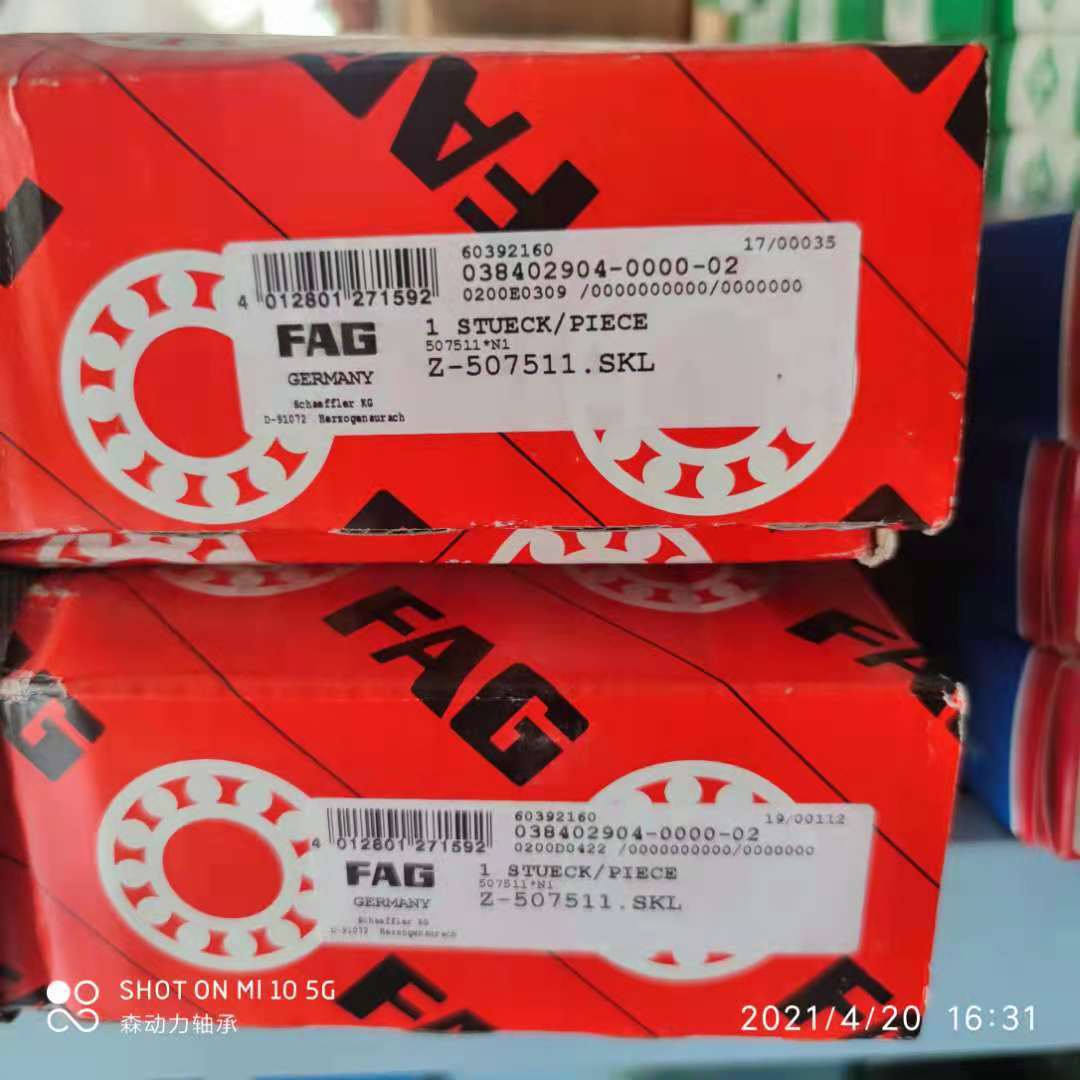 FAG
4 012801 271592
60392160
17/00035
038402904-0000-02
0200E0309 /0000000000/0000000
FAG
1 STUECK/PIECE
507511*N1
GERMANY
Z-507511.SKL
Schaeffler KG
D-91072 Herzogenaurach
FAG
FAG
4 012801 271592
60392160
19/00112
038402904-0000-02
0200D0422 /0000000000/0000000
FAG
1 STUECK/PIECE
507511*N1
GERMANY
Z-507511.SKL
Schaeffler KG
D-91072 Herzogenaurach
SHOT ON MI 10 5G
森动力轴承
2021/4/20 16:31